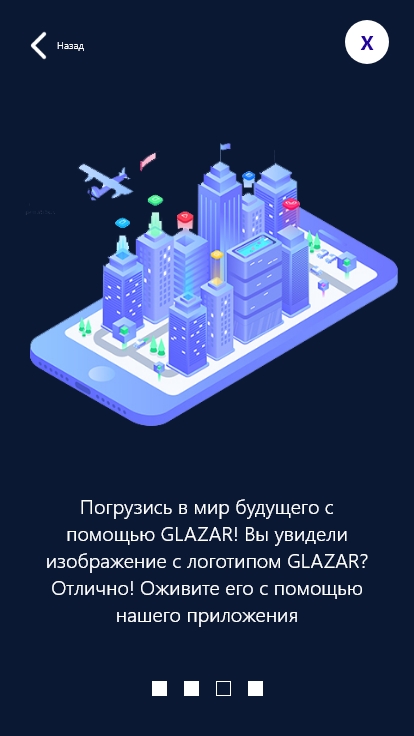 Назад
X
Погрузись в мир будущего с
помощью GLAZAR! Вы увидели
изображение с логотипом GLAZAR?
Отлично! Оживите его с помощью
нашего приложения